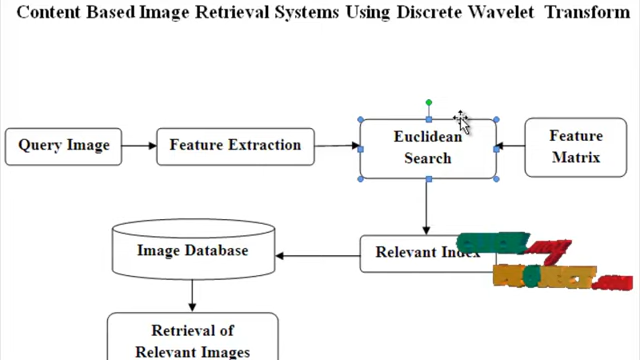 Content Based Image Retrieval Systems Using Discrete Wavelet Transform
Query Image
Feature Extraction
Euclidean
Search
Feature
Matrix
Image Database
Relevant Index
Retrieval of
Relevant Images